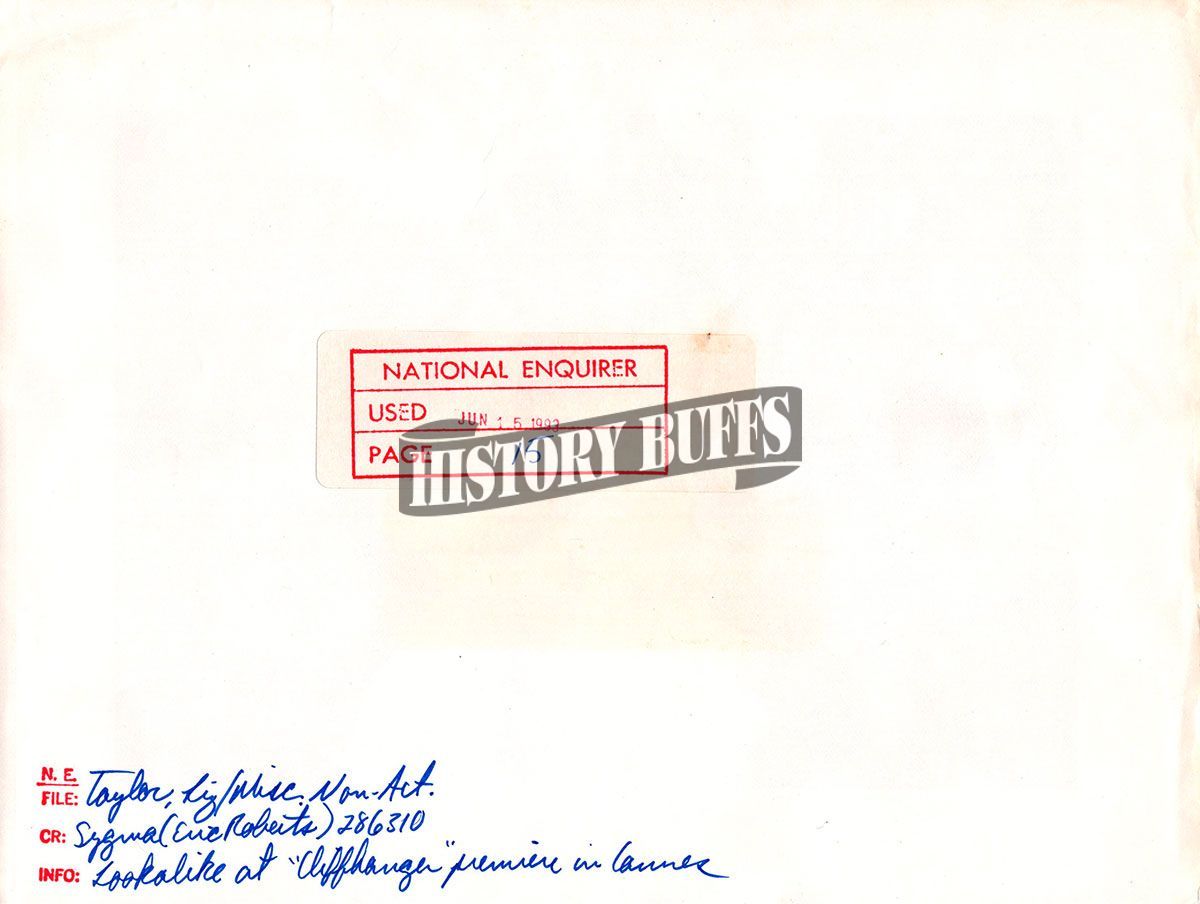 NATIONAL ENQUIRER
USED JUN 15 1993
PAGE 15
HISTORY BUFFS
N. E.
FILE: Taylor, Liz/Misc. Non-Act.
CR: Sygma (Eric Roberts) 286310
INFO: Lookalike at "Cliffhanger" premiere in Cannes